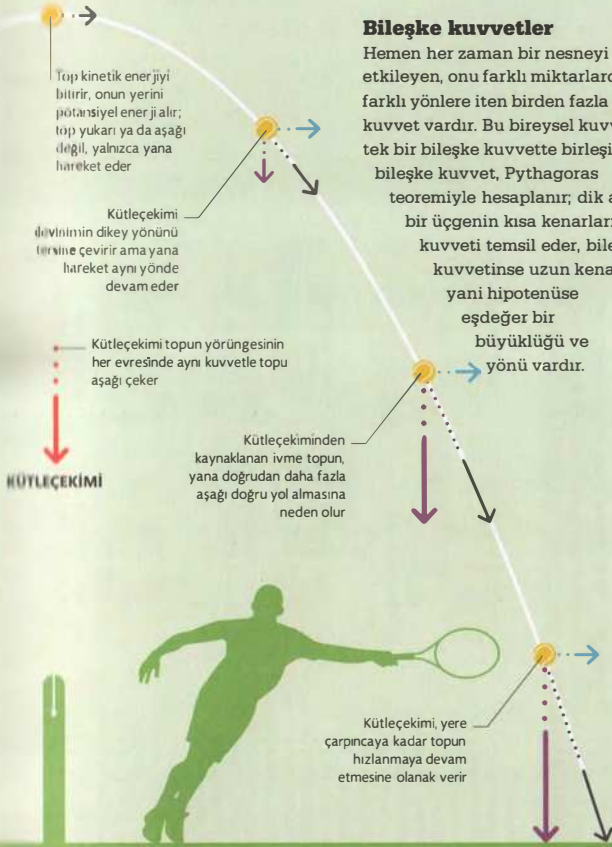 Bileşke kuvvetler
Hemen her zaman bir nesneyi
etkileyen, onu farklı miktarlard
farklı yönlere iten birden fazla
kuvvet vardır. Bu bireysel kuvv
tek bir bileşke kuvvette birleşi
bileşke kuvvet, Pythagoras
teoremiyle hesaplanır; dik a
bir üçgenin kısa kenarları
kuvveti temsil eder, bile
kuvvetinse uzun kena
yani hipotenüse
eşdeğer bir
büyüklüğü ve
yönü vardır.
Top kinetik enerjiyi
bitirir, onun yerini
potansiyel enerji alır;
top yukarı ya da aşağı
değil, yalnızca yana
hareket eder
Kütleçekimi
devinimin dikey yönünü
tersine çevirir ama yana
hareket aynı yönde
devam eder
Kütleçekimi topun yörüngesinin
her evresinde aynı kuvvetle topu
aşağı çeker
KÜTLEÇEKİMİ
Kütleçekiminden
kaynaklanan ivme topun,
yana doğrudan daha fazla
aşağı doğru yol almasına
neden olur
Kütleçekimi, yere
çarpıncaya kadar topun
hızlanmaya devam
etmesine olanak verir